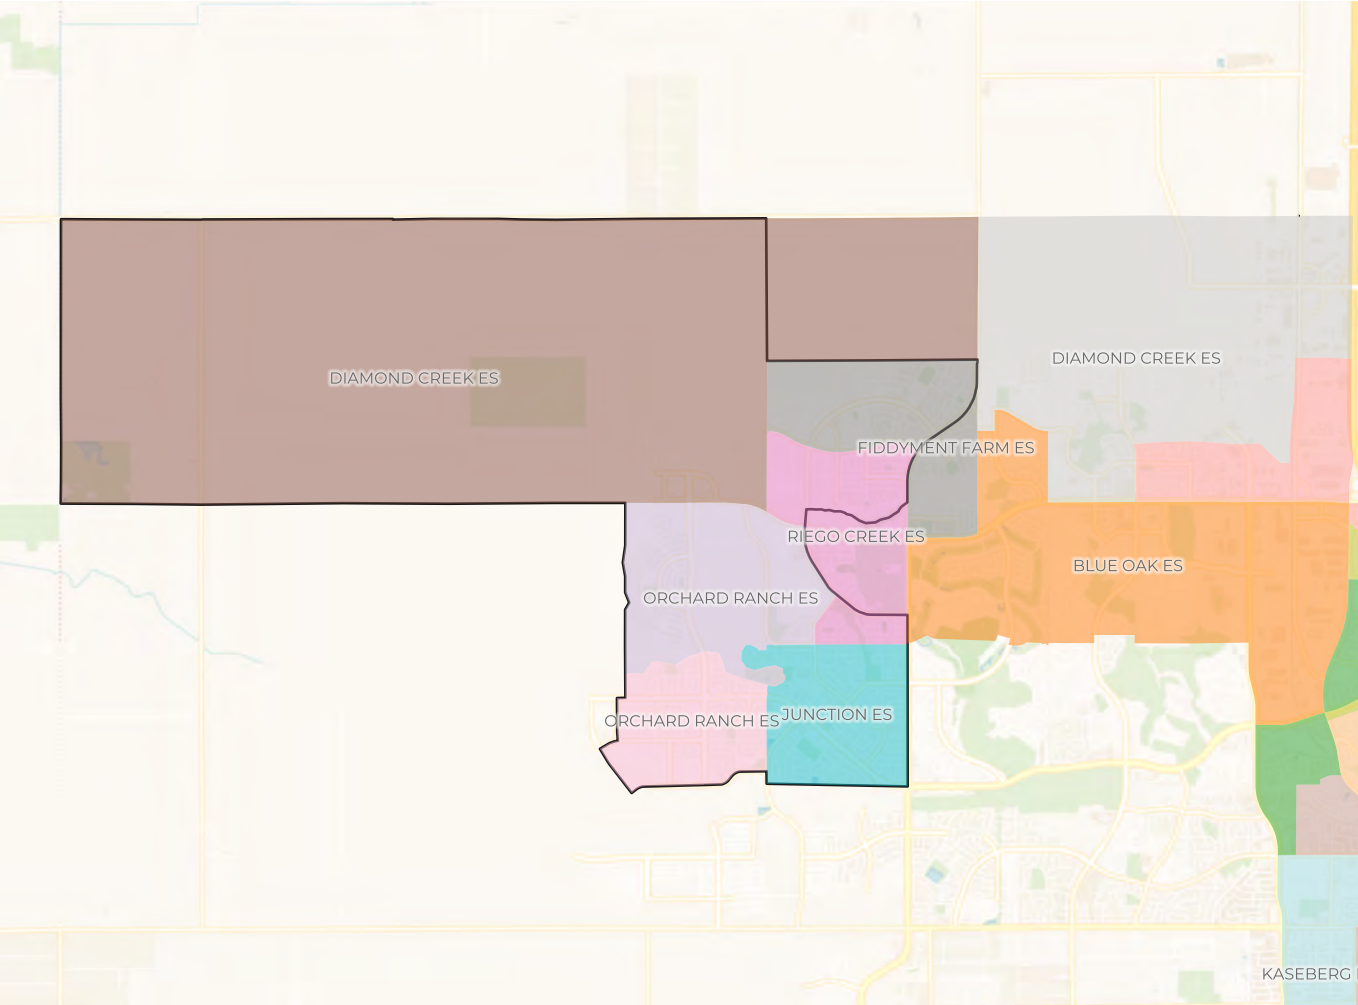 DIAMOND CREEK ES
DIAMOND CREEK ES
FIDDYMENT FARM ES
RIEGO CREEK ES
BLUE OAK ES
ORCHARD RANCH ES
ORCHARD RANCH ES
JUNCTION ES
KASEBERG